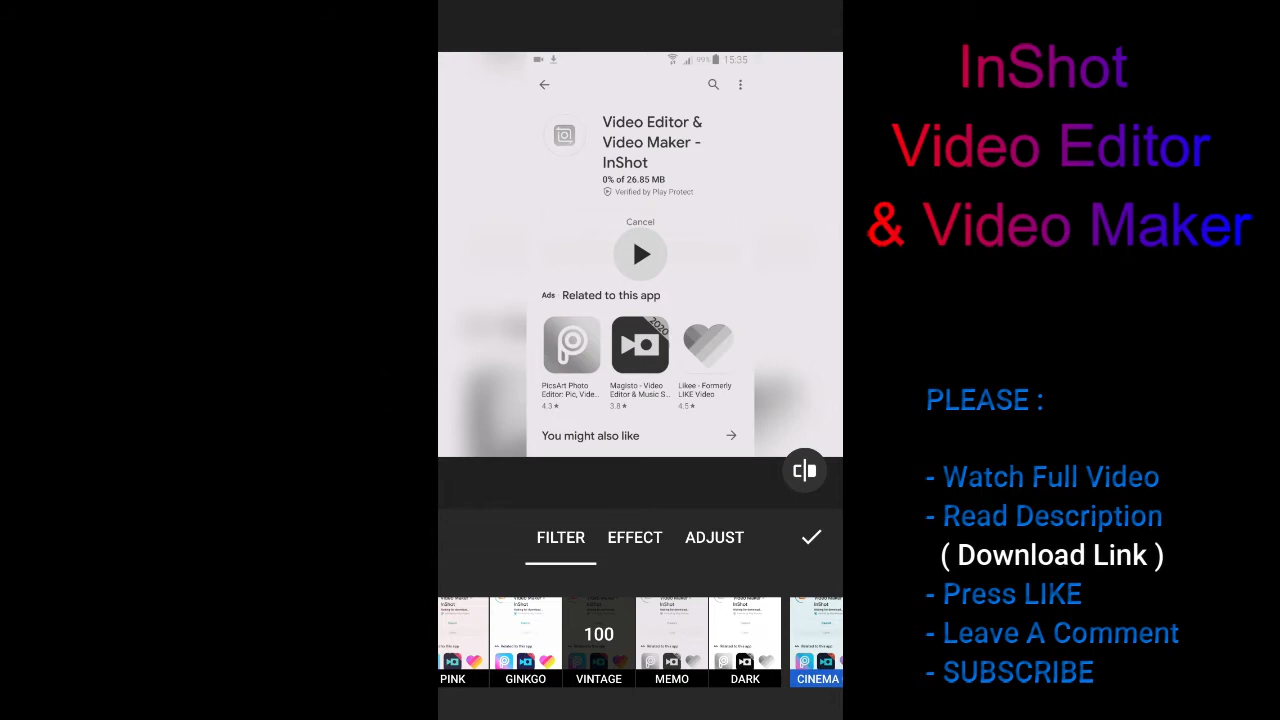 99% 15:35
Video Editor &
Video Maker -
InShot
0% of 26.85 MB
Verified by Play Protect
Cancel
Ads Related to this app
2020
PicsArt Photo
Editor: Pic, Vide..
4.3★
Magisto - Video
Editor & Music S..
3.8★
Likee - Formerly
LIKE Video
4.5★
You might also like
FILTER EFFECT ADJUST
100
PINK GINKGO VINTAGE MEMO DARK CINEMA
InShot
Video Editor
& Video Maker
PLEASE :
- Watch Full Video
- Read Description
( Download Link )
- Press LIKE
- Leave A Comment
- SUBSCRIBE